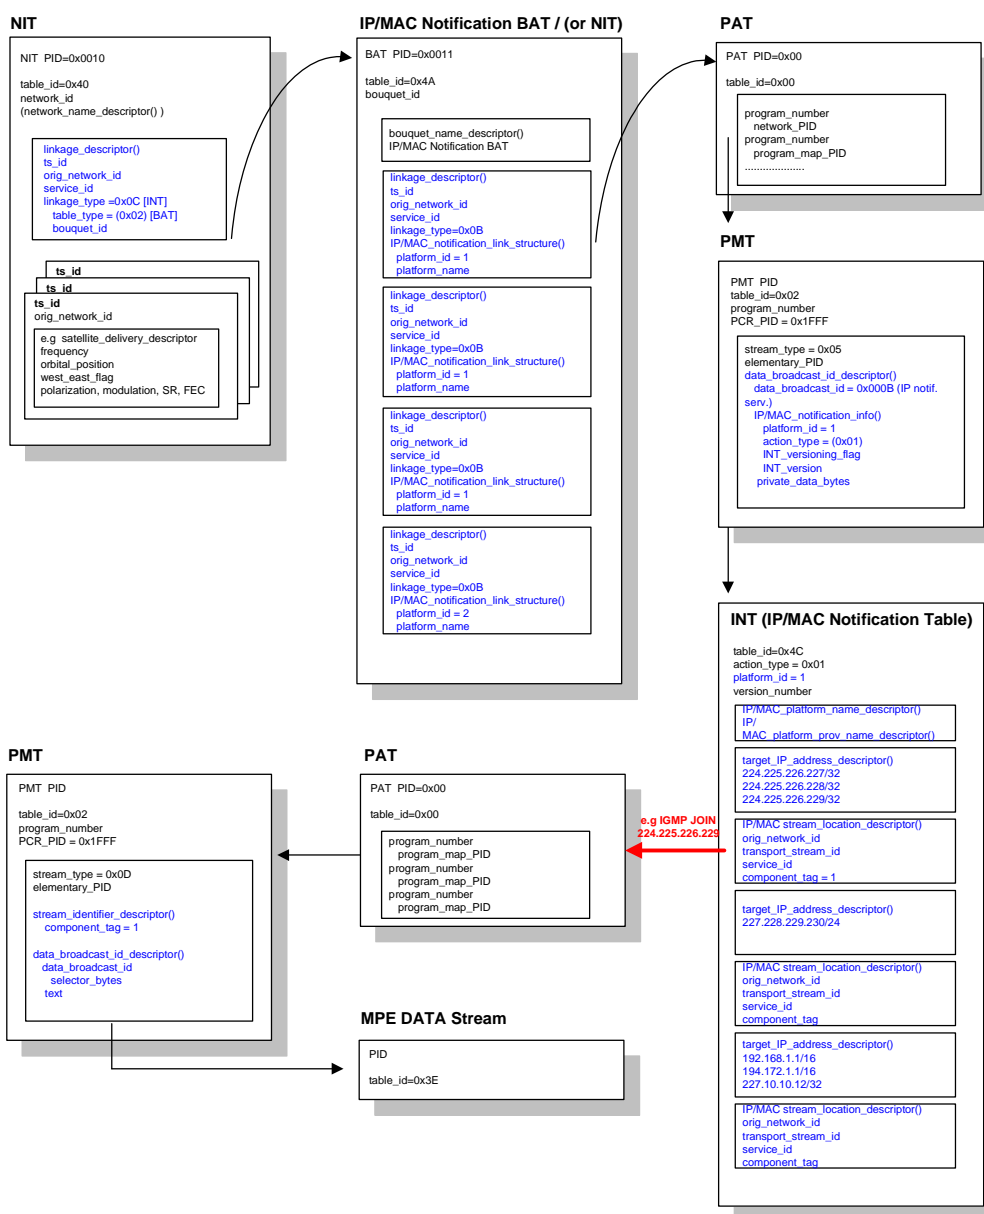 NIT
NIT PID=0x0010
table_id=0x40
network_id
(network_name_descriptor() )
linkage_descriptor()
ts_id
orig_network_id
service_id
linkage_type =0x0C [INT]
table_type = (0x02) [BAT]
bouquet_id
ts_id
ts_id
ts_id
orig_network_id
e.g satellite_delivery_descriptor
frequency
orbital_position
west_east_flag
polarization, modulation, SR, FEC
IP/MAC Notification BAT / (or NIT)
BAT PID=0x0011
table_id=0x4A
bouquet_id
bouquet_name_descriptor()
IP/MAC Notification BAT
linkage_descriptor()
ts_id
orig_network_id
service_id
linkage_type=0x0B
IP/MAC_notification_link_structure()
platform_id = 1
platform_name
linkage_descriptor()
ts_id
orig_network_id
service_id
linkage_type=0x0B
IP/MAC_notification_link_structure()
platform_id = 1
platform_name
linkage_descriptor()
ts_id
orig_network_id
service_id
linkage_type=0x0B
IP/MAC_notification_link_structure()
platform_id = 1
platform_name
linkage_descriptor()
ts_id
orig_network_id
service_id
linkage_type=0x0B
IP/MAC_notification_link_structure()
platform_id = 2
platform_name
PAT
PAT PID=0x00
table_id=0x00
program_number
network_PID
program_number
program_map_PID
....................
PMT
PMT PID
table_id=0x02
program_number
PCR_PID = 0x1FFF
stream_type = 0x05
elementary_PID
data_broadcast_id_descriptor()
data_broadcast_id = 0x000B (IP notif.
serv.)
IP/MAC_notification_info()
platform_id = 1
action_type = (0x01)
INT_versioning_flag
INT_version
private_data_bytes
INT (IP/MAC Notification Table)
table_id=0x4C
action_type = 0x01
platform_id = 1
version_number
IP/MAC_platform_name_descriptor()
IP/
MAC_platform_prov_name_descriptor()
target_IP_address_descriptor()
224.225.226.227/32
224.225.226.228/32
224.225.226.229/32
IP/MAC stream_location_descriptor()
orig_network_id
transport_stream_id
service_id
component_tag = 1
target_IP_address_descriptor()
227.228.229.230/24
IP/MAC stream_location_descriptor()
orig_network_id
transport_stream_id
service_id
component_tag
target_IP_address_descriptor()
192.168.1.1/16
194.172.1.1/16
227.10.10.12/32
IP/MAC stream_location_descriptor()
orig_network_id
transport_stream_id
service_id
component_tag
e.g IGMP JOIN
224.225.226.229
PAT
PAT PID=0x00
table_id=0x00
program_number
program_map_PID
program_number
program_map_PID
program_number
program_map_PID
PMT
PMT PID
table_id=0x02
program_number
PCR_PID = 0x1FFF
stream_type = 0x0D
elementary_PID
stream_identifier_descriptor()
component_tag = 1
data_broadcast_id_descriptor()
data_broadcast_id
selector_bytes
text
MPE DATA Stream
PID
table_id=0x3E